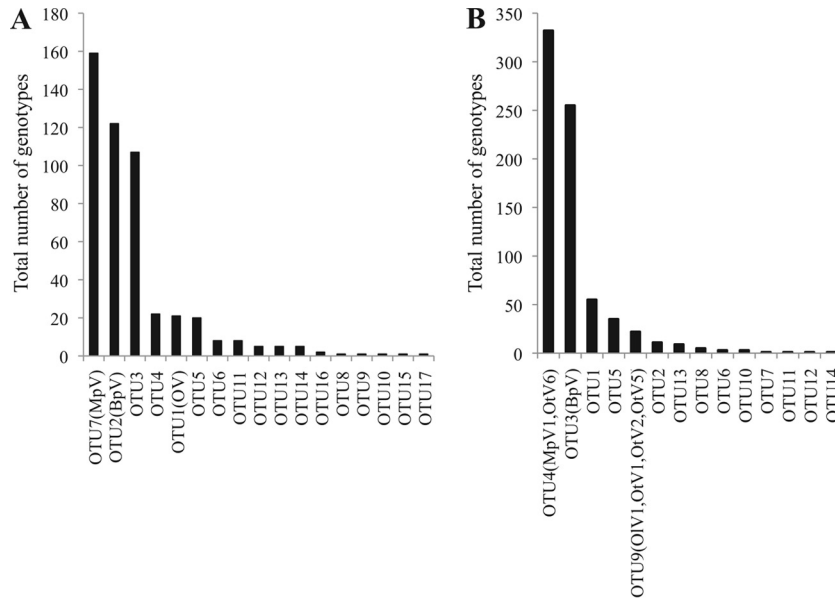 A
Total number of genotypes
180
160
140
120
100
80
60
40
20
0
OTU7(MpV)
OTU2(BpV)
OTU3
OTU4
OTU1(OV)
OTU5
OTU6
OTU11
OTU12
OTU13
OTU14
OTU16
OTU8
OTU9
OTU10
OTU15
OTU17
B
Total number of genotypes
350
300
250
200
150
100
50
0
OTU4(MpV1,OtV6)
OTU3(BpV)
OTU1
OTU5
OTU9(OlV1,OtV1,OtV2,OtV5)
OTU2
OTU13
OTU8
OTU6
OTU10
OTU7
OTU11
OTU12
OTU14